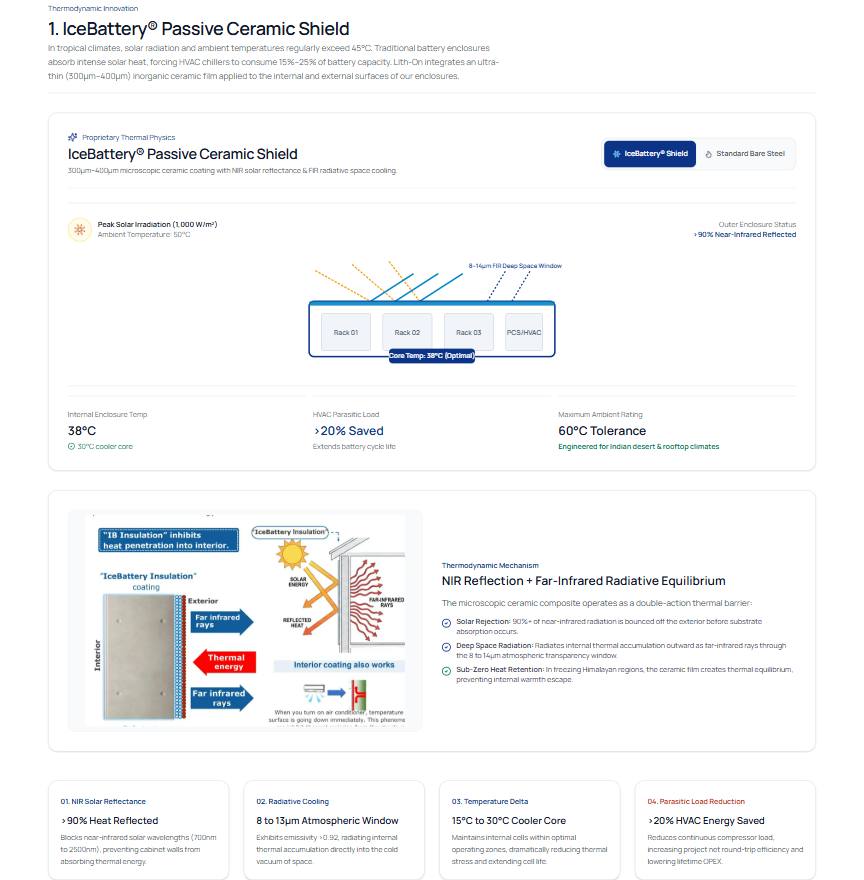 Thermodynamic Innovation
1. IceBattery® Passive Ceramic Shield
In tropical climates, solar radiation and ambient temperatures regularly exceed 45°C. Traditional battery enclosures
absorb intense solar heat, forcing HVAC chillers to consume 15%–25% of battery capacity. Lith-On integrates an ultra-
thin (300μm–400μm) inorganic ceramic film applied to the internal and external surfaces of our enclosures.
Proprietary Thermal Physics
IceBattery® Passive Ceramic Shield
300μm–400μm microscopic ceramic coating with NIR solar reflectance & FIR radiative space cooling.
IceBattery® Shield
Standard Bare Steel
Peak Solar Irradiation (1,000 W/m²)
Ambient Temperature: 50°C
Outer Enclosure Status
>90% Near-Infrared Reflected
8–14μm FIR Deep Space Window
Rack 01
Rack 02
Rack 03
PCS/HVAC
Core Temp: 38°C (Optimal)
Internal Enclosure Temp
38°C
30°C cooler core
HVAC Parasitic Load
>20% Saved
Extends battery cycle life
Maximum Ambient Rating
60°C Tolerance
Engineered for Indian desert & rooftop climates
"IB Insulation" inhibits
heat penetration into interior.
"IceBattery Insulation"
coating
Exterior
Interior
Far infrared
rays
Thermal
energy
Far infrared
rays
"IceBattery Insulation"
SOLAR
ENERGY
REFLECTED
HEAT
FAR-INFRARED
RAYS
Interior coating also works
When you turn on air conditioner, temperature
surface is going down immediately. This phenome
Thermodynamic Mechanism
NIR Reflection + Far-Infrared Radiative Equilibrium
The microscopic ceramic composite operates as a double-action thermal barrier:
Solar Rejection: 90%+ of near-infrared radiation is bounced off the exterior before substrate
absorption occurs.
Deep Space Radiation: Radiates internal thermal accumulation outward as far-infrared rays through
the 8 to 14μm atmospheric transparency window.
Sub-Zero Heat Retention: In freezing Himalayan regions, the ceramic film creates thermal equilibrium,
preventing internal warmth escape.
01. NIR Solar Reflectance
>90% Heat Reflected
Blocks near-infrared solar wavelengths (700nm
to 2500nm), preventing cabinet walls from
absorbing thermal energy.
02. Radiative Cooling
8 to 13μm Atmospheric Window
Exhibits emissivity >0.92, radiating internal
thermal accumulation directly into the cold
vacuum of space.
03. Temperature Delta
15°C to 30°C Cooler Core
Maintains internal cells within optimal
operating zones, dramatically reducing thermal
stress and extending cell life.
04. Parasitic Load Reduction
>20% HVAC Energy Saved
Reduces continuous compressor load,
increasing project net round-trip efficiency and
lowering lifetime OPEX.